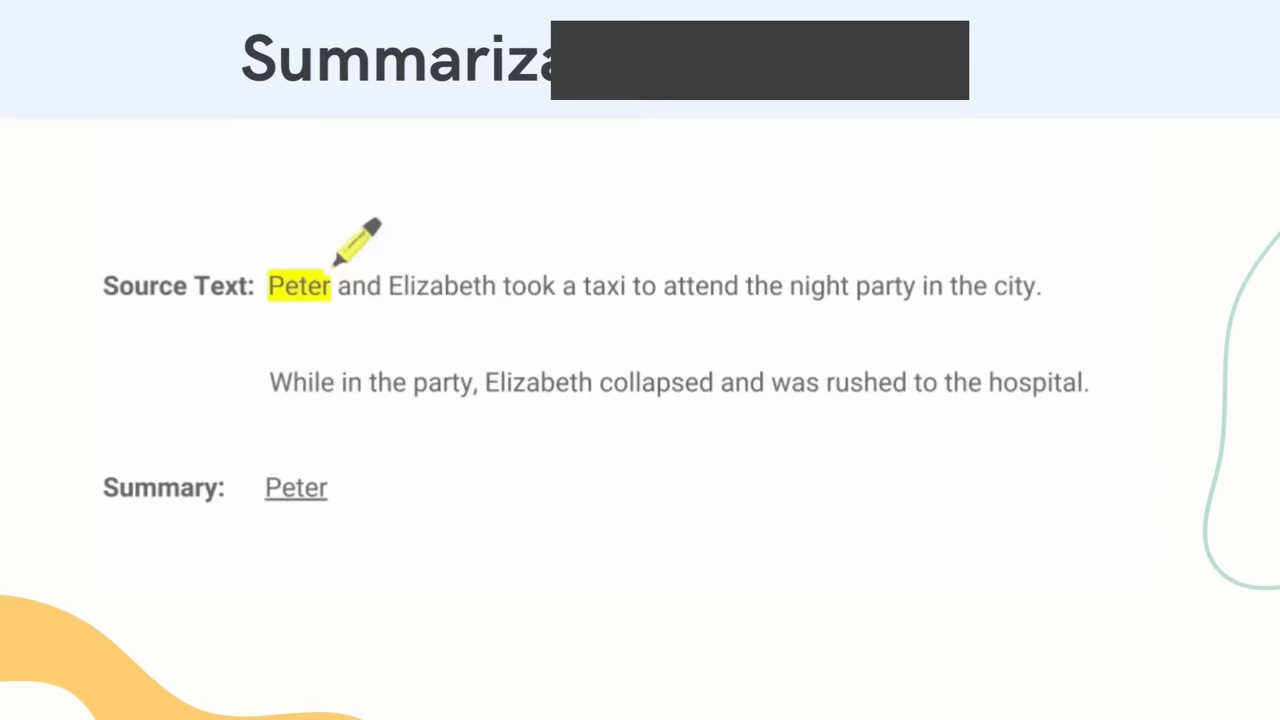 Source Text: Peter and Elizabeth took a taxi to attend the night party in the city.
While in the party, Elizabeth collapsed and was rushed to the hospital.
Summary: Peter